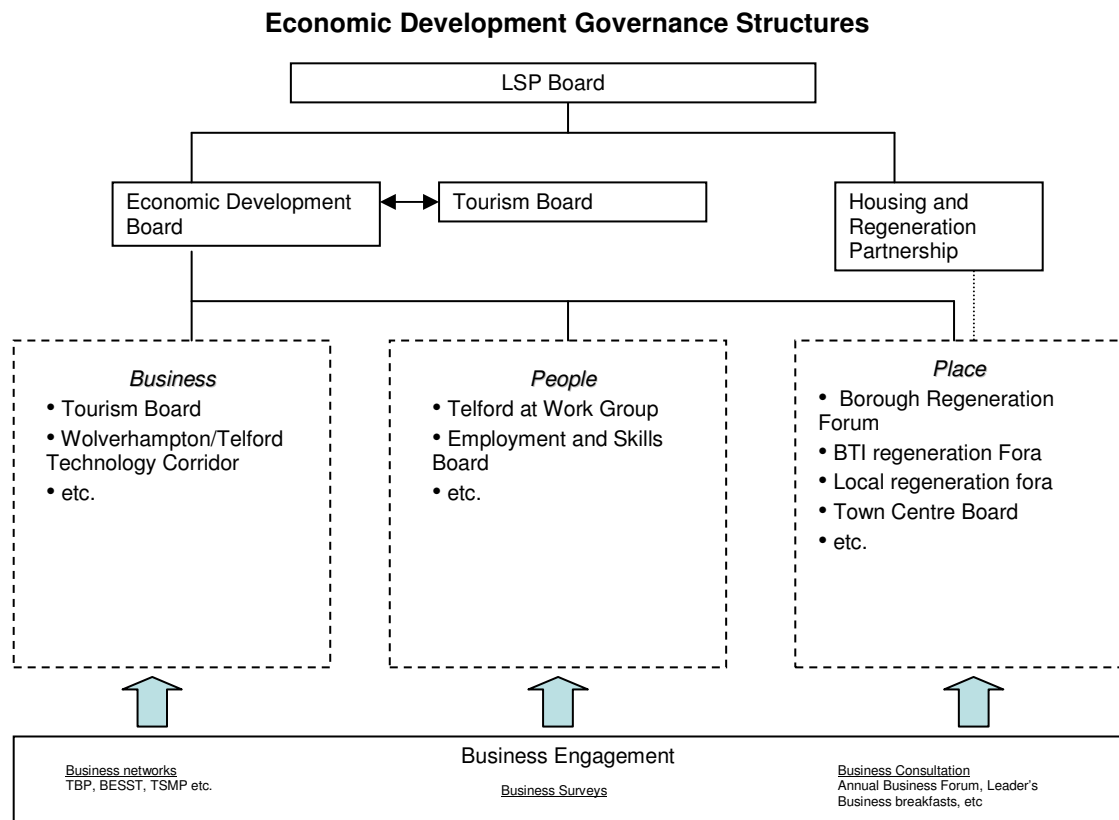 Economic Development Governance Structures
LSP Board
Economic Development
Board
Tourism Board
Housing and
Regeneration
Partnership
Business
• Tourism Board
• Wolverhampton/Telford
Technology Corridor
• etc.
People
• Telford at Work Group
• Employment and Skills
Board
• etc.
Place
• Borough Regeneration
Forum
• BTI regeneration Fora
• Local regeneration fora
• Town Centre Board
• etc.
Business Engagement
Business networks
TBP, BESST, TSMP etc.
Business Surveys
Business Consultation
Annual Business Forum, Leader's
Business breakfasts, etc